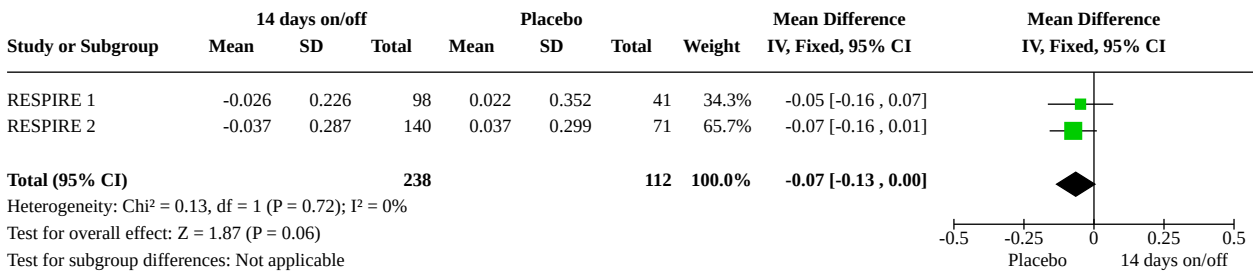 14 days on/off Placebo Mean Difference Mean Difference
Study or Subgroup Mean SD Total Mean SD Total Weight IV, Fixed, 95% CI IV, Fixed, 95% CI
RESPIRE 1 -0.026 0.226 98 0.022 0.352 41 34.3% -0.05 [-0.16 , 0.07]
RESPIRE 2 -0.037 0.287 140 0.037 0.299 71 65.7% -0.07 [-0.16 , 0.01]
Total (95% CI) 238 112 100.0% -0.07 [-0.13 , 0.00]
Heterogeneity: Chi² = 0.13, df = 1 (P = 0.72); I² = 0%
Test for overall effect: Z = 1.87 (P = 0.06)
-0.5 -0.25 0 0.25 0.5
Test for subgroup differences: Not applicable Placebo 14 days on/off